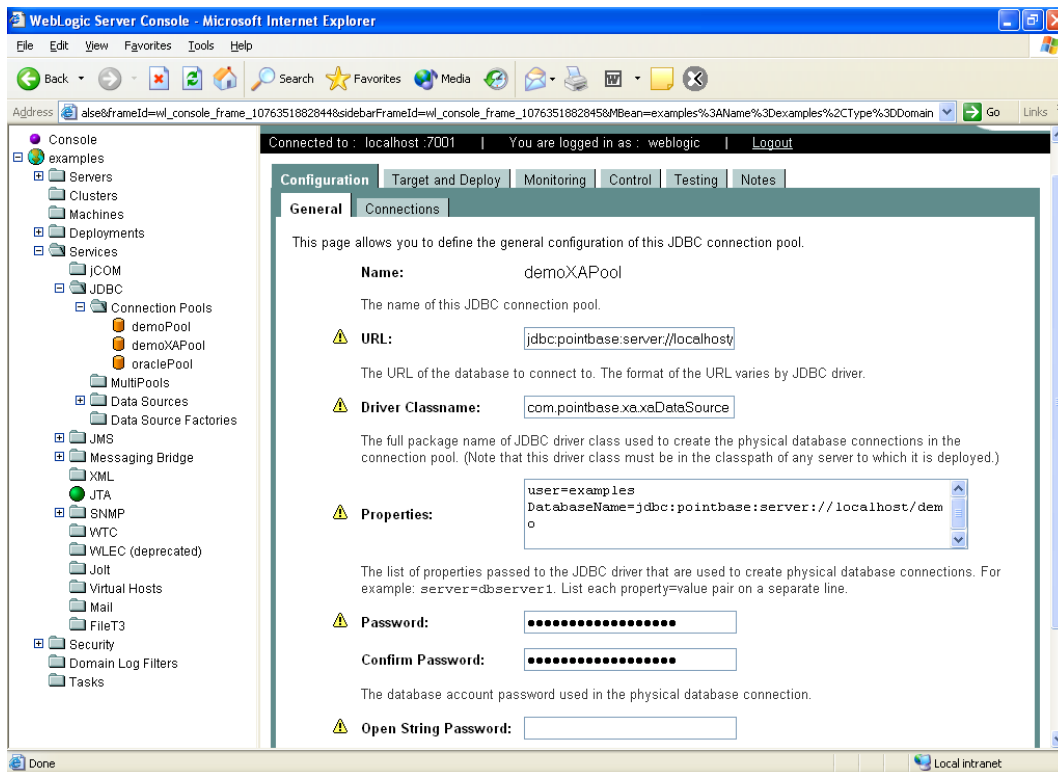 WebLogic Server Console - Microsoft Internet Explorer
File Edit View Favorites Tools Help
Back Search Favorites Media
Address alse&frameId=wl_console_frame_1076351882844&sidebarFrameId=wl_console_frame_1076351882845&MBean=examples%3AName%3Dexamples%2CType%3DDomain Go Links
Console
examples
Servers
Clusters
Machines
Deployments
Services
jCOM
JDBC
Connection Pools
demoPool
demoXAPool
oraclePool
MultiPools
Data Sources
Data Source Factories
JMS
Messaging Bridge
XML
JTA
SNMP
WTC
WLEC (deprecated)
Jolt
Virtual Hosts
Mail
FileT3
Security
Domain Log Filters
Tasks
Connected to : localhost :7001 | You are logged in as : weblogic | Logout
Configuration Target and Deploy Monitoring Control Testing Notes
General Connections
This page allows you to define the general configuration of this JDBC connection pool.
Name: demoXAPool
The name of this JDBC connection pool.
URL: jdbc:pointbase:server://localhost/
The URL of the database to connect to. The format of the URL varies by JDBC driver.
Driver Classname: com.pointbase.xa.xaDataSource
The full package name of JDBC driver class used to create the physical database connections in the
connection pool. (Note that this driver class must be in the classpath of any server to which it is deployed.)
user=examples
DatabaseName=jdbc:pointbase:server://localhost/dem
o
Properties:
The list of properties passed to the JDBC driver that are used to create physical database connections. For
example: server=dbserver1. List each property=value pair on a separate line.
Password: ••••••••••••••••••
Confirm Password: ••••••••••••••••••
The database account password used in the physical database connection.
Open String Password:
Done Local intranet